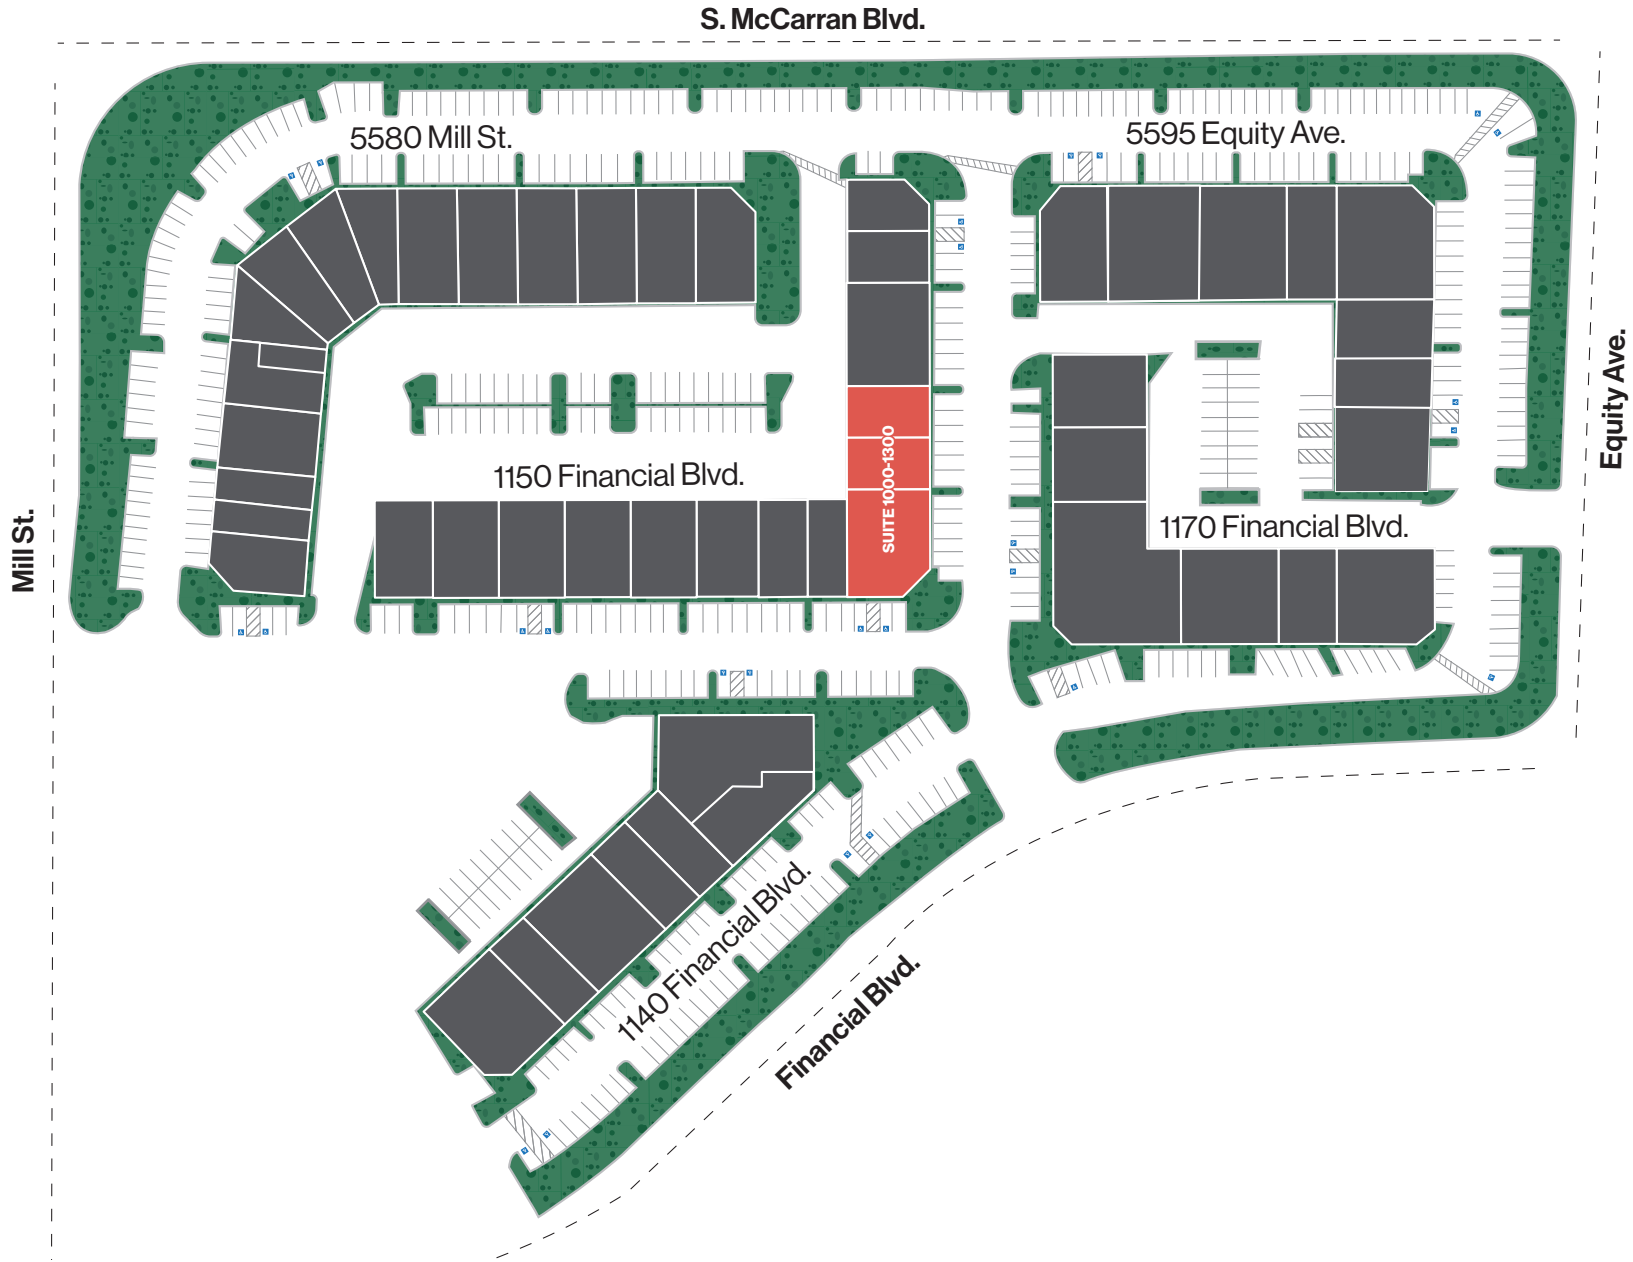 S. McCarran Blvd.
5580 Mill St.
5595 Equity Ave.
Equity Ave.
1150 Financial Blvd.
SUITE 1000-1300
Mill St.
1170 Financial Blvd.
1140 Financial Blvd.
Financial Blvd.